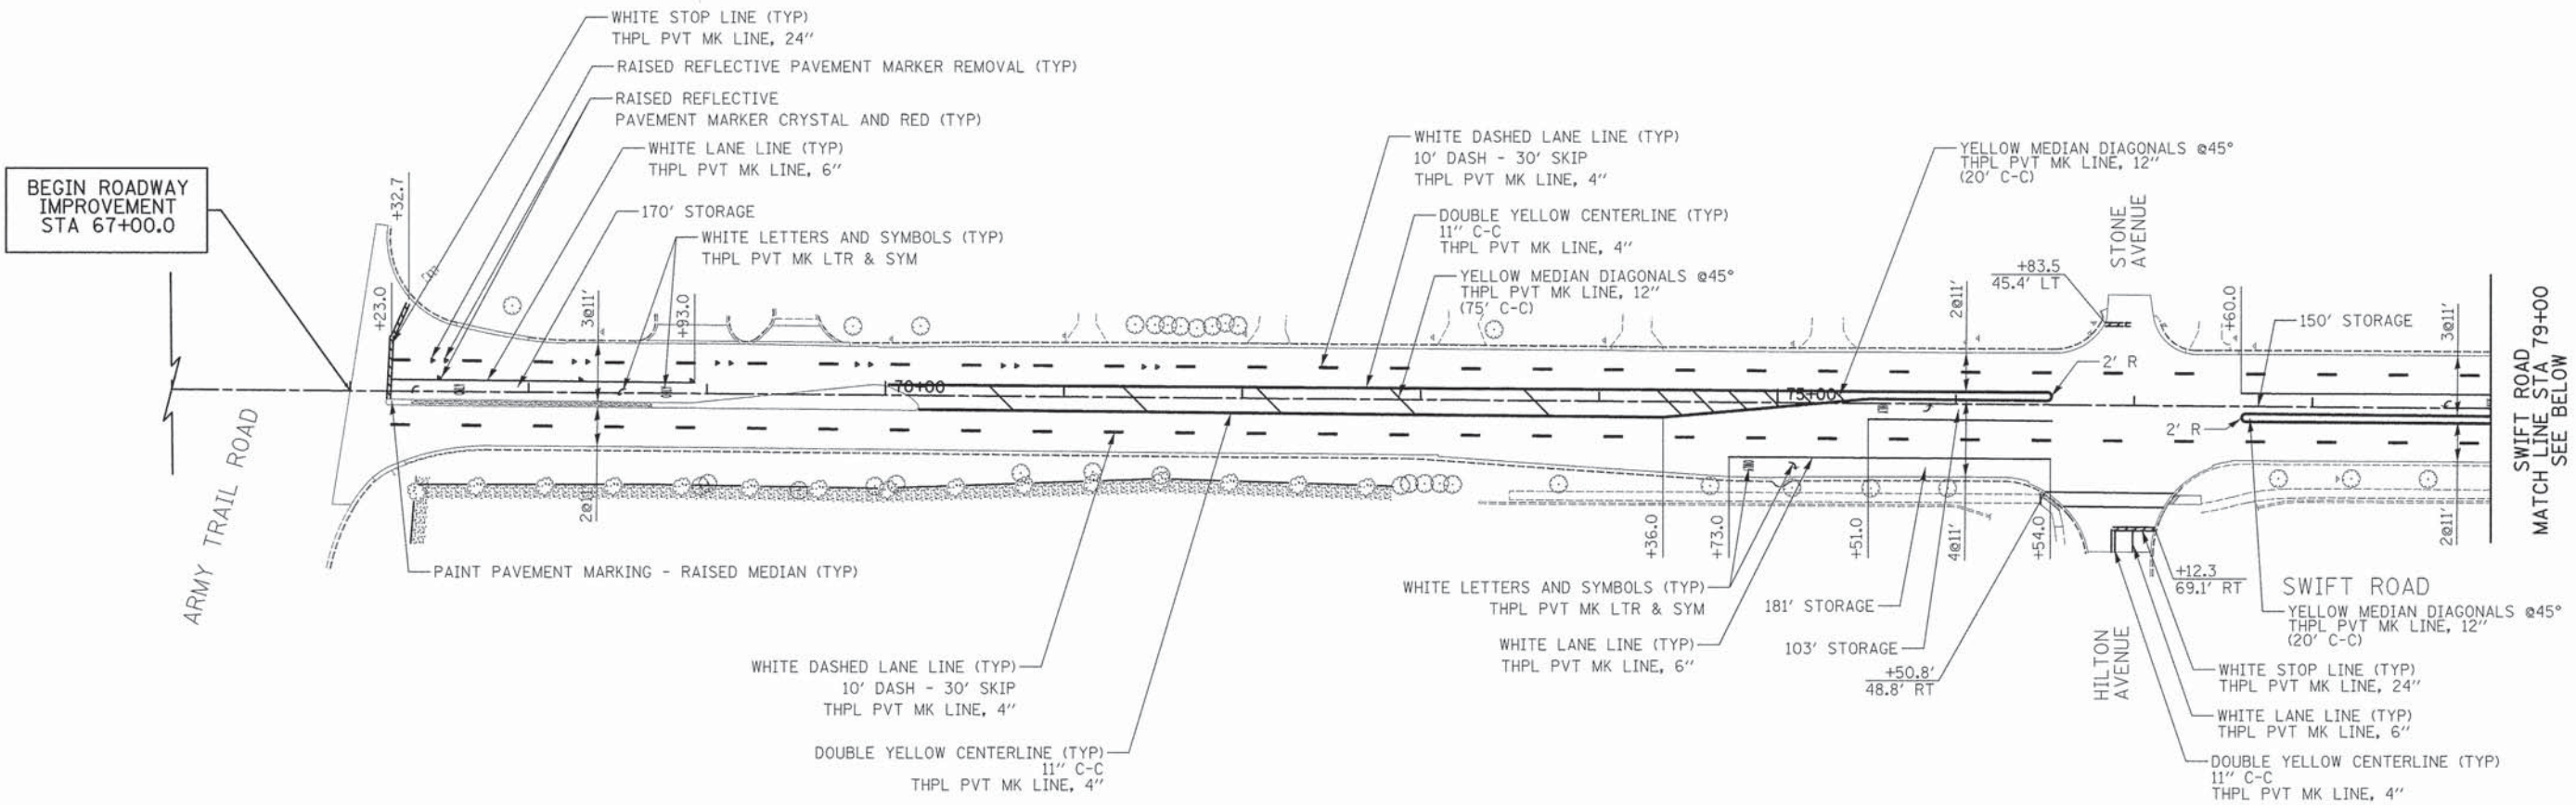 WHITE STOP LINE (TYP)
THPL PVT MK LINE, 24"
RAISED REFLECTIVE PAVEMENT MARKER REMOVAL (TYP)
RAISED REFLECTIVE
PAVEMENT MARKER CRYSTAL AND RED (TYP)
WHITE LANE LINE (TYP)
THPL PVT MK LINE, 6"
170' STORAGE
WHITE LETTERS AND SYMBOLS (TYP)
THPL PVT MK LTR & SYM
BEGIN ROADWAY
IMPROVEMENT
STA 67+00.0
+32.7
+23.0
3@11'
+93.0
2@11'
ARMY TRAIL ROAD
PAINT PAVEMENT MARKING - RAISED MEDIAN (TYP)
70+00
WHITE DASHED LANE LINE (TYP)
10' DASH - 30' SKIP
THPL PVT MK LINE, 4"
DOUBLE YELLOW CENTERLINE (TYP)
11" C-C
THPL PVT MK LINE, 4"
YELLOW MEDIAN DIAGONALS @45°
THPL PVT MK LINE, 12"
(75' C-C)
YELLOW MEDIAN DIAGONALS @45°
THPL PVT MK LINE, 12"
(20' C-C)
2@11'
75+00
+83.5
45.4' LT
STONE
AVENUE
+60.0
150' STORAGE
3@11'
2' R
2' R
SWIFT ROAD
MATCH LINE STA 79+00
SEE BELOW
WHITE DASHED LANE LINE (TYP)
10' DASH - 30' SKIP
THPL PVT MK LINE, 4"
DOUBLE YELLOW CENTERLINE (TYP)
11" C-C
THPL PVT MK LINE, 4"
+36.0
+73.0
+51.0
4@11'
+54.0
2@11'
WHITE LETTERS AND SYMBOLS (TYP)
THPL PVT MK LTR & SYM
WHITE LANE LINE (TYP)
THPL PVT MK LINE, 6"
181' STORAGE
103' STORAGE
+50.8'
48.8' RT
HILTON
AVENUE
+12.3
69.1' RT
SWIFT ROAD
YELLOW MEDIAN DIAGONALS @45°
THPL PVT MK LINE, 12"
(20' C-C)
WHITE STOP LINE (TYP)
THPL PVT MK LINE, 24"
WHITE LANE LINE (TYP)
THPL PVT MK LINE, 6"
DOUBLE YELLOW CENTERLINE (TYP)
11" C-C
THPL PVT MK LINE, 4"